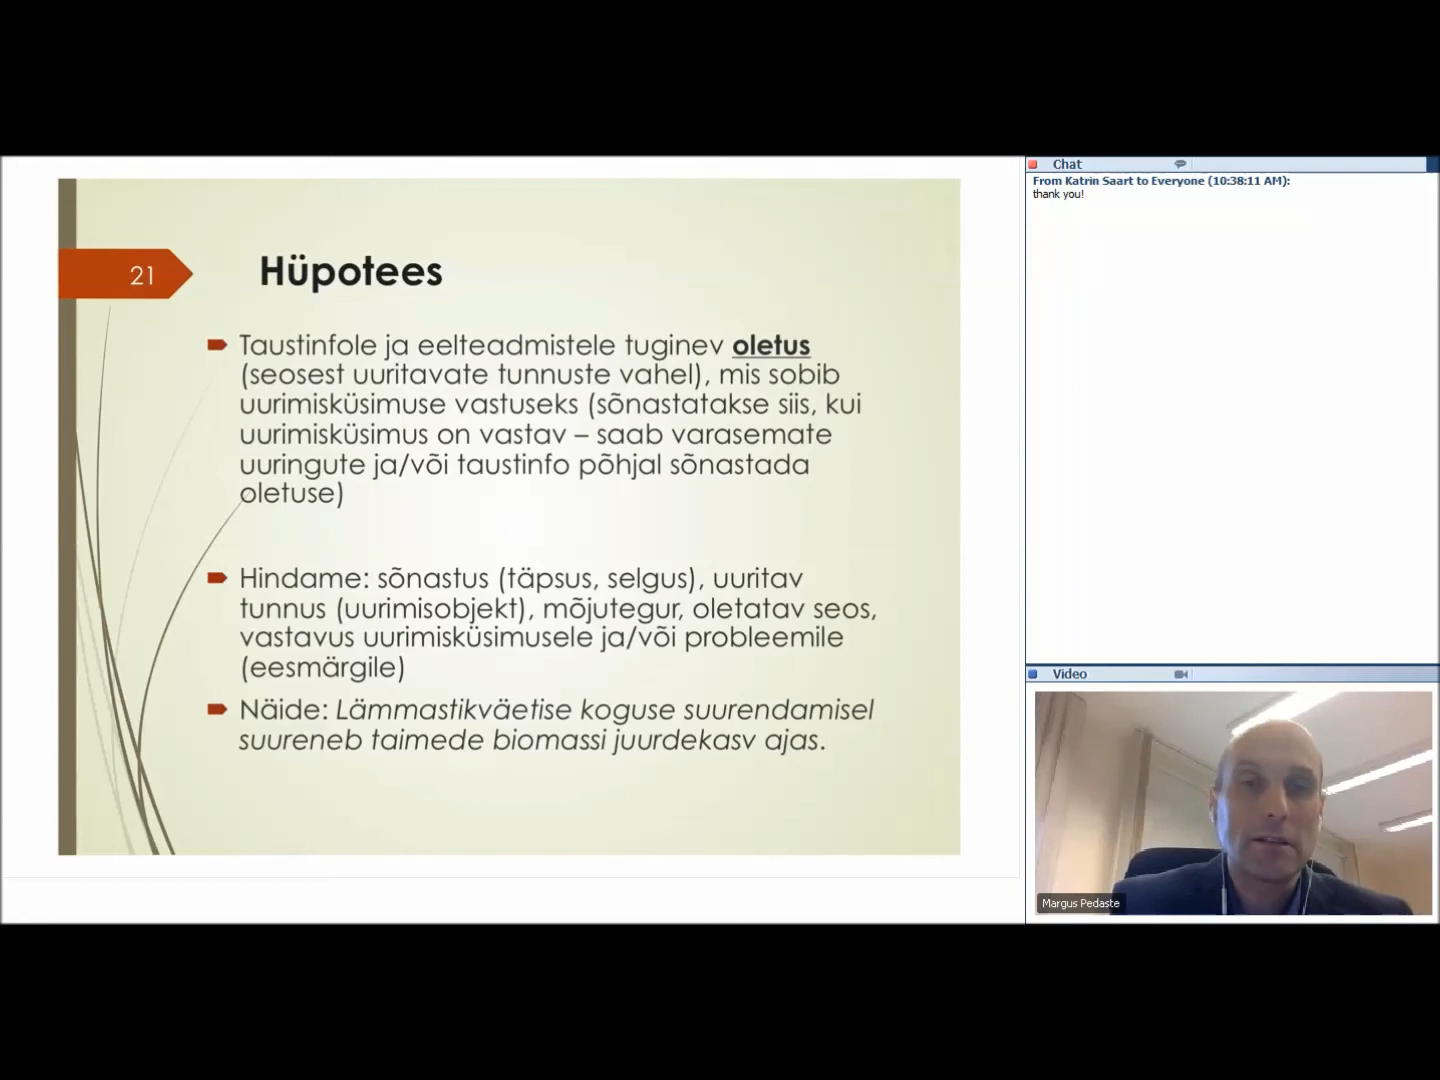 21
Hüpotees
Taustinfole ja eelteadmistele tuginev oletus
(seosest uuritavate tunnuste vahel), mis sobib
uurimisküsimuse vastuseks (sõnastatakse siis, kui
uurimisküsimus on vastav – saab varasemate
uuringute ja/või taustinfo põhjal sõnastada
oletuse)
Hindame: sõnastus (täpsus, selgus), uuritav
tunnus (uurimisobjekt), mõjutegur, oletatav seos,
vastavus uurimisküsimusele ja/või probleemile
(eesmärgile)
Näide: Lämmastikväetise koguse suurendamisel
suureneb taimede biomassi juurdekasv ajas.
Chat
From Katrin Saart to Everyone (10:38:11 AM):
thank you!
Video
Margus Pedaste